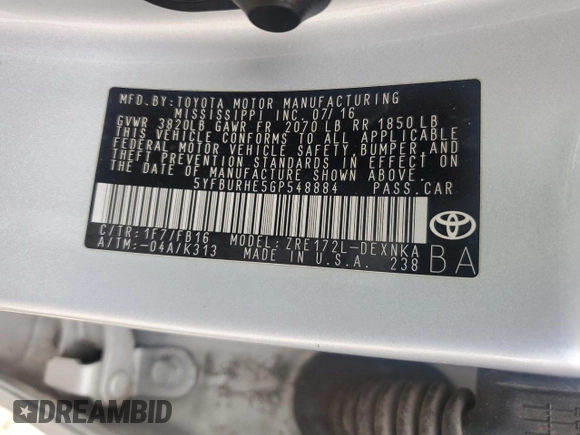 MFD.BY:TOYOTA MOTOR MANUFACTURING
MISSISSIPPI INC. 07/16
GVWR 3820LB GAWR FR 2070 LB RR 1850 LB
THIS VEHICLE CONFORMS TO ALL APPLICABLE
FEDERAL MOTOR VEHICLE SAFETY, BUMPER, AND
THEFT PREVENTION STANDARDS IN EFFECT ON
THE DATE OF MANUFACTURE SHOWN ABOVE.
5YFBURHE5GP548884 PASS.CAR
C/TR:1F7/FB16 MODEL: ZRE172L-DEXNKA
A/TM:-04A/K313 MADE IN U.S.A. 238
BA
DREAMBID